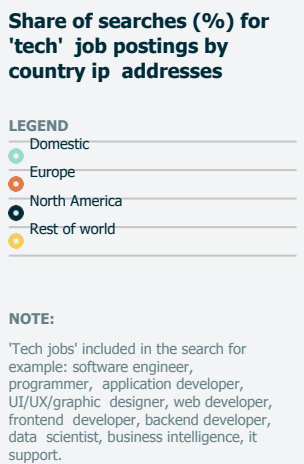 Share of searches (%) for
'tech' job postings by
country ip addresses
LEGEND
Domestic
Europe
North America
Rest of world
NOTE:
'Tech jobs' included in the search for
example: software engineer,
programmer, application developer,
UI/UX/graphic designer, web developer,
frontend developer, backend developer,
data scientist, business intelligence, it
support.